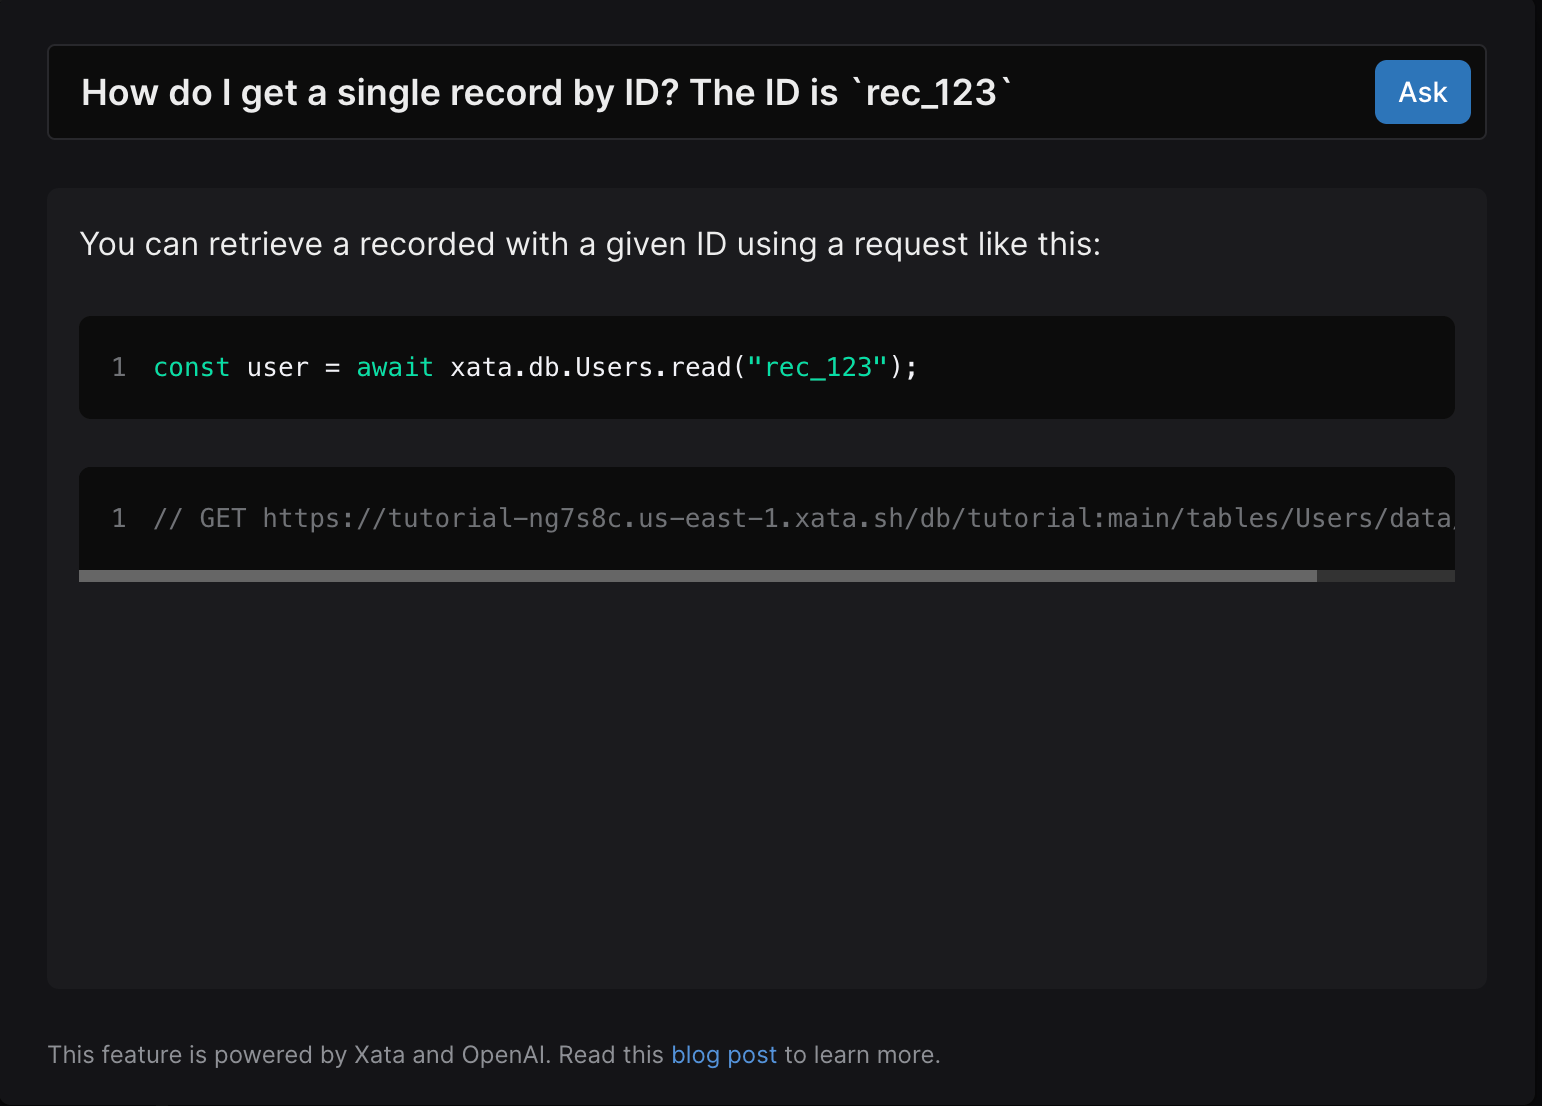 How do I get a single record by ID? The ID is `rec_123`
Ask
You can retrieve a recorded with a given ID using a request like this:
1 const user = await xata.db.Users.read("rec_123");
1 // GET https://tutorial-ng7s8c.us-east-1.xata.sh/db/tutorial:main/tables/Users/data/
This feature is powered by Xata and OpenAI. Read this blog post to learn more.